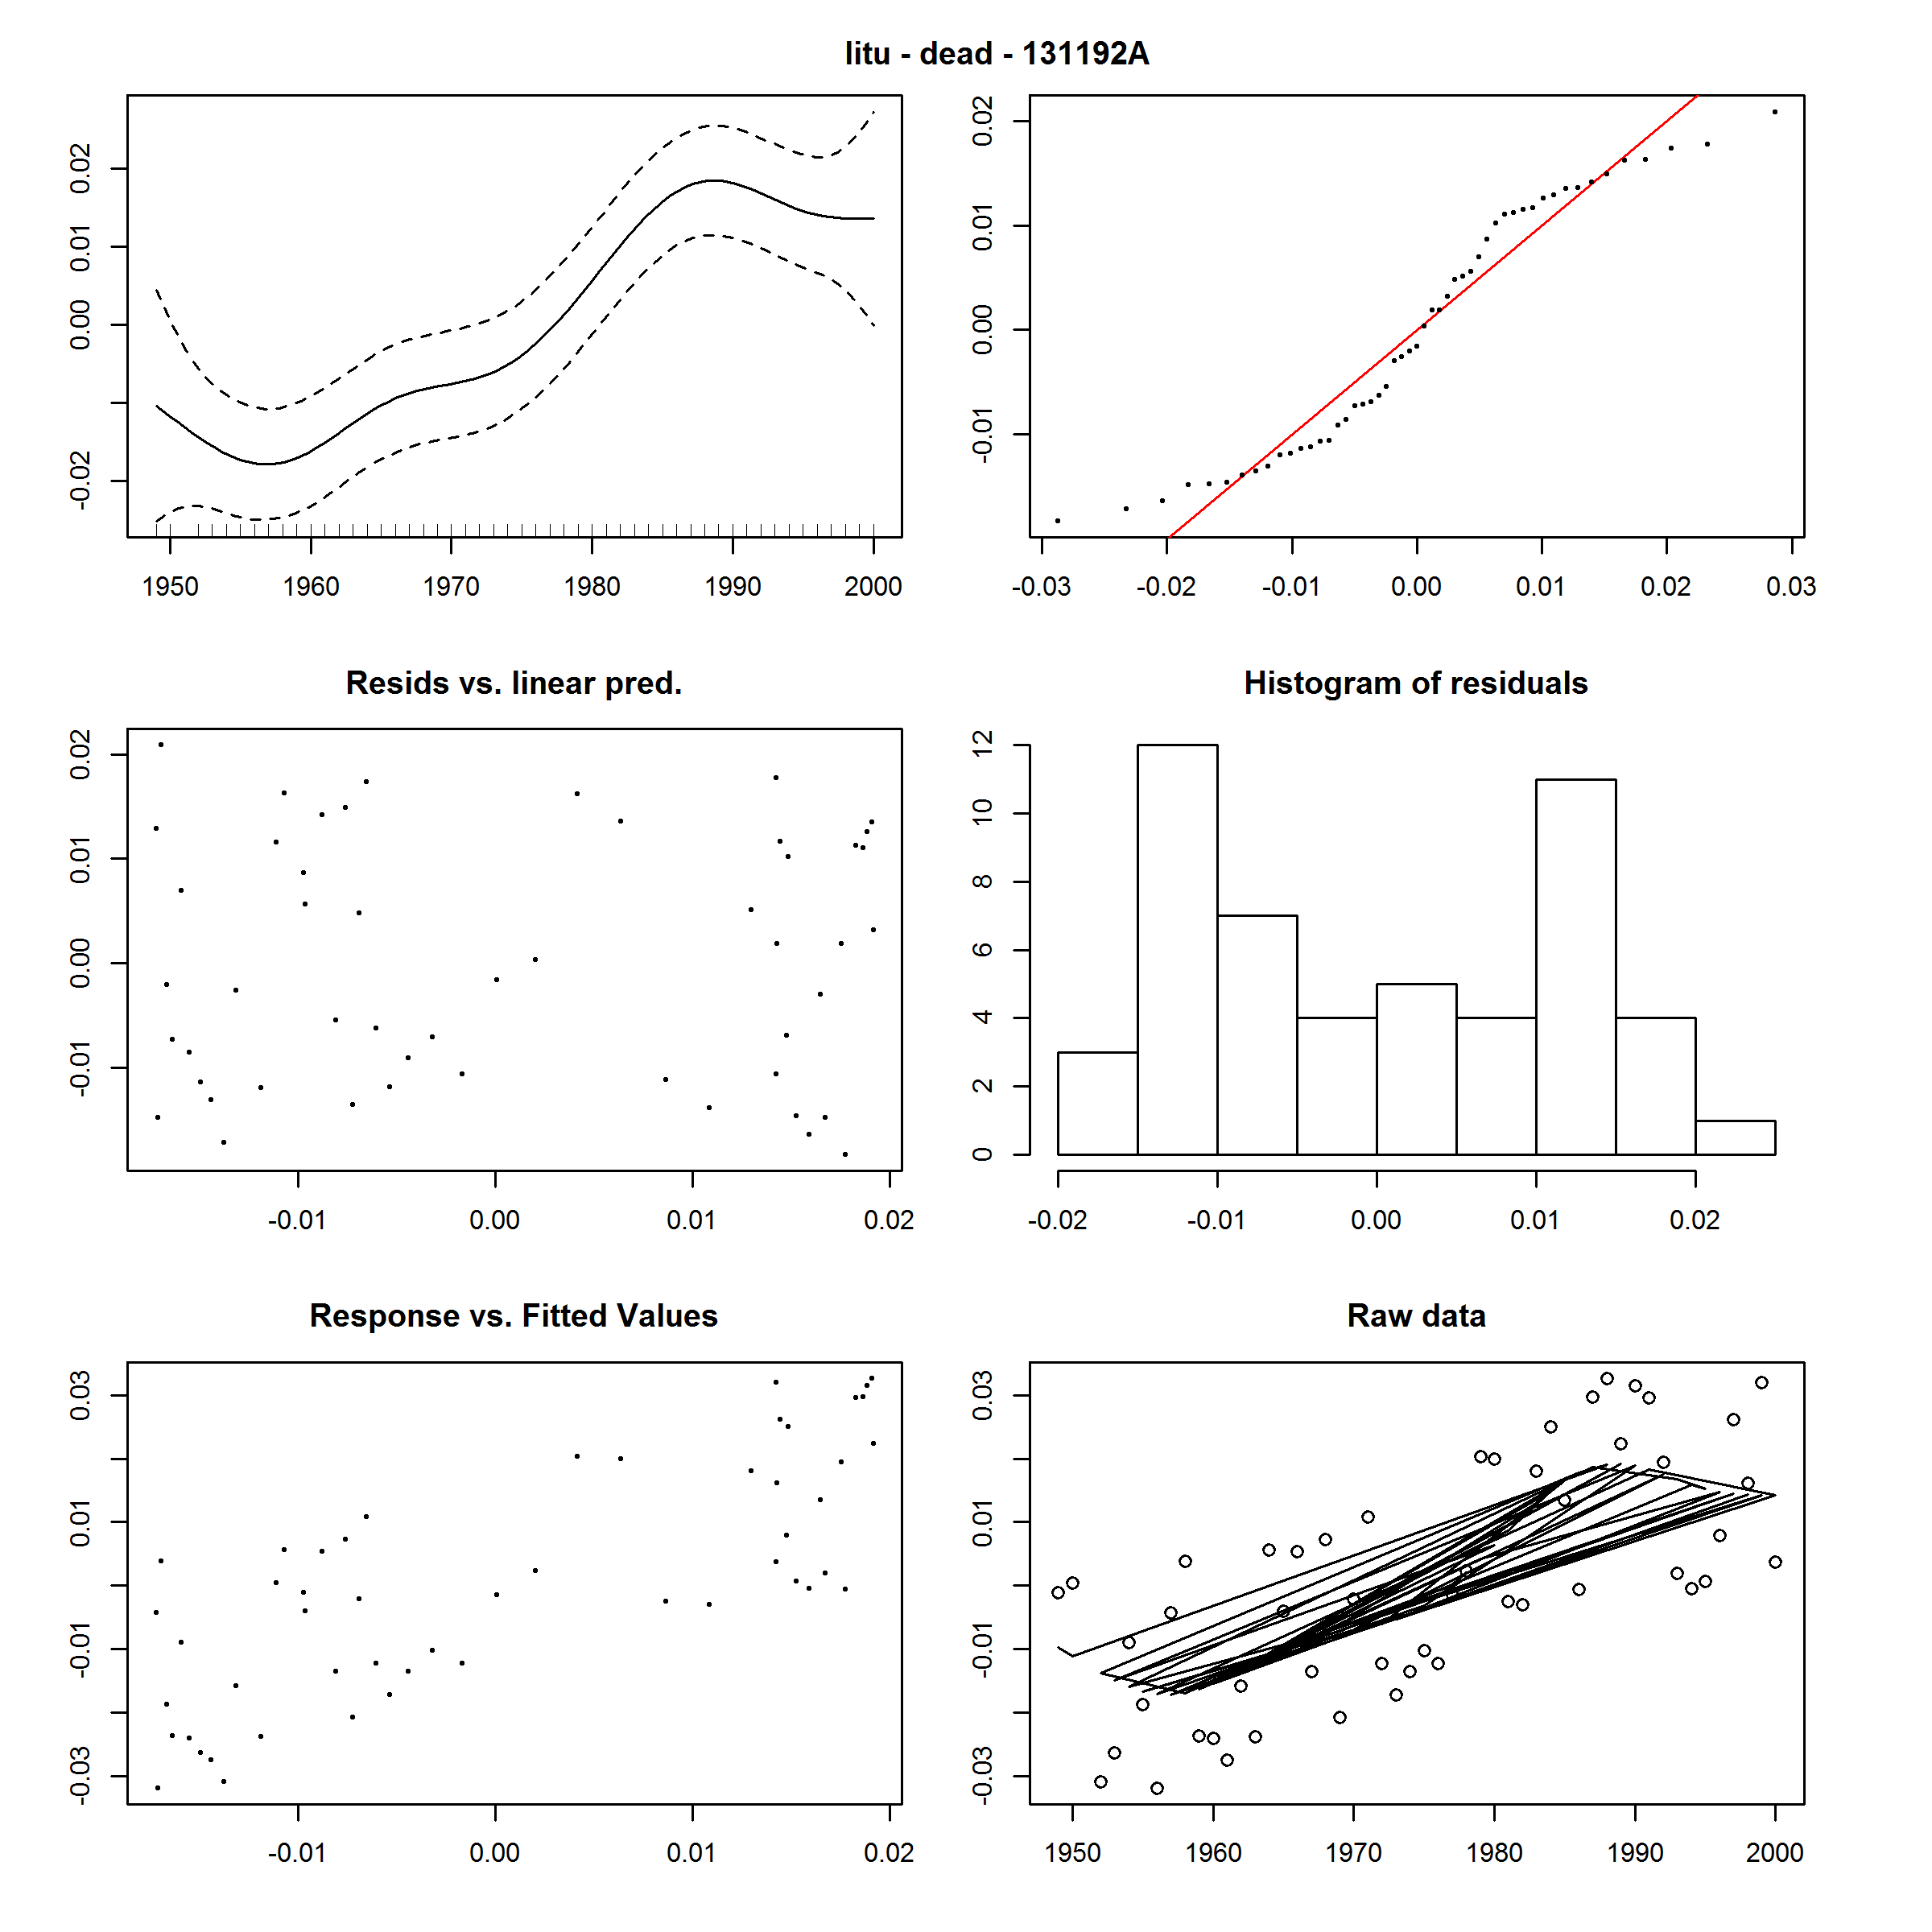 litu - dead - 131192A
0.02
0.01
0.00
-0.02
1950 1960 1970 1980 1990 2000
0.02
0.01
0.00
-0.01
-0.03 -0.02 -0.01 0.00 0.01 0.02 0.03
Resids vs. linear pred.
0.02
0.01
0.00
-0.01
-0.01 0.00 0.01 0.02
Histogram of residuals
12
10
8
6
4
2
0
-0.02 -0.01 0.00 0.01 0.02
Response vs. Fitted Values
0.03
0.01
-0.01
-0.03
-0.01 0.00 0.01 0.02
Raw data
0.03
0.01
-0.01
-0.03
1950 1960 1970 1980 1990 2000